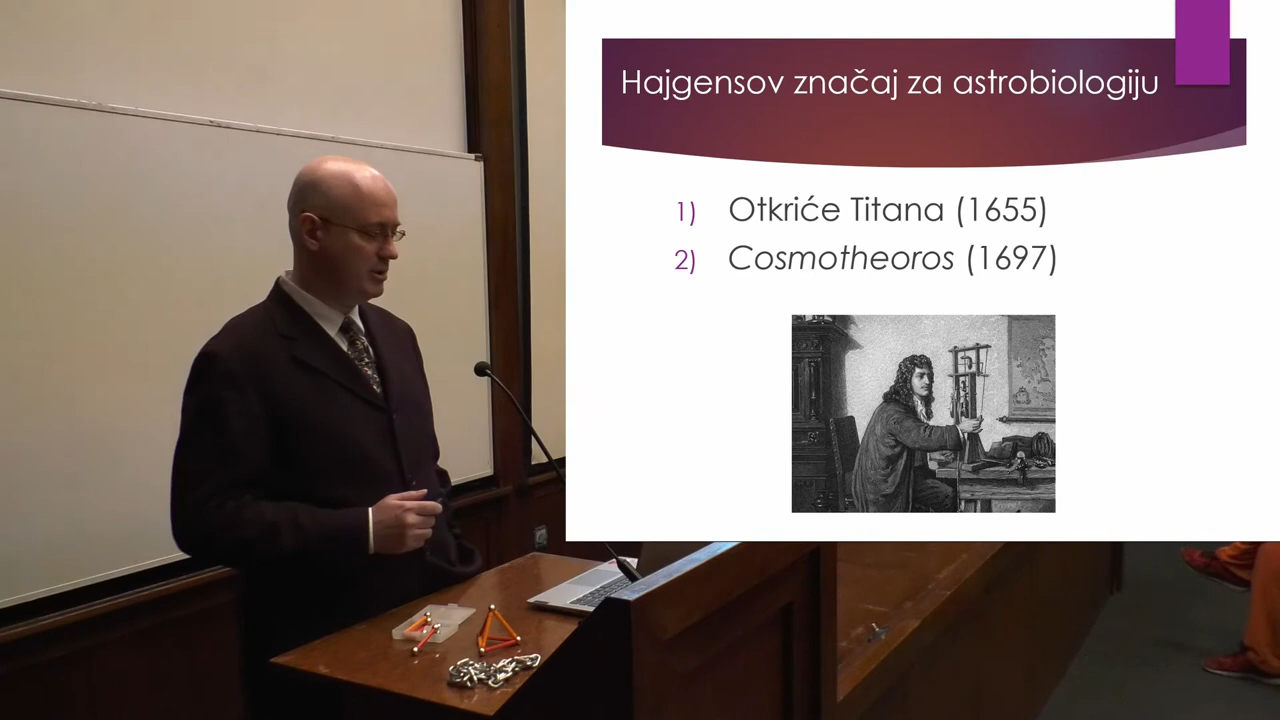 Hajgensov značaj za astrobiologiju
1) Otkriće Titana (1655)
2) Cosmotheoros (1697)